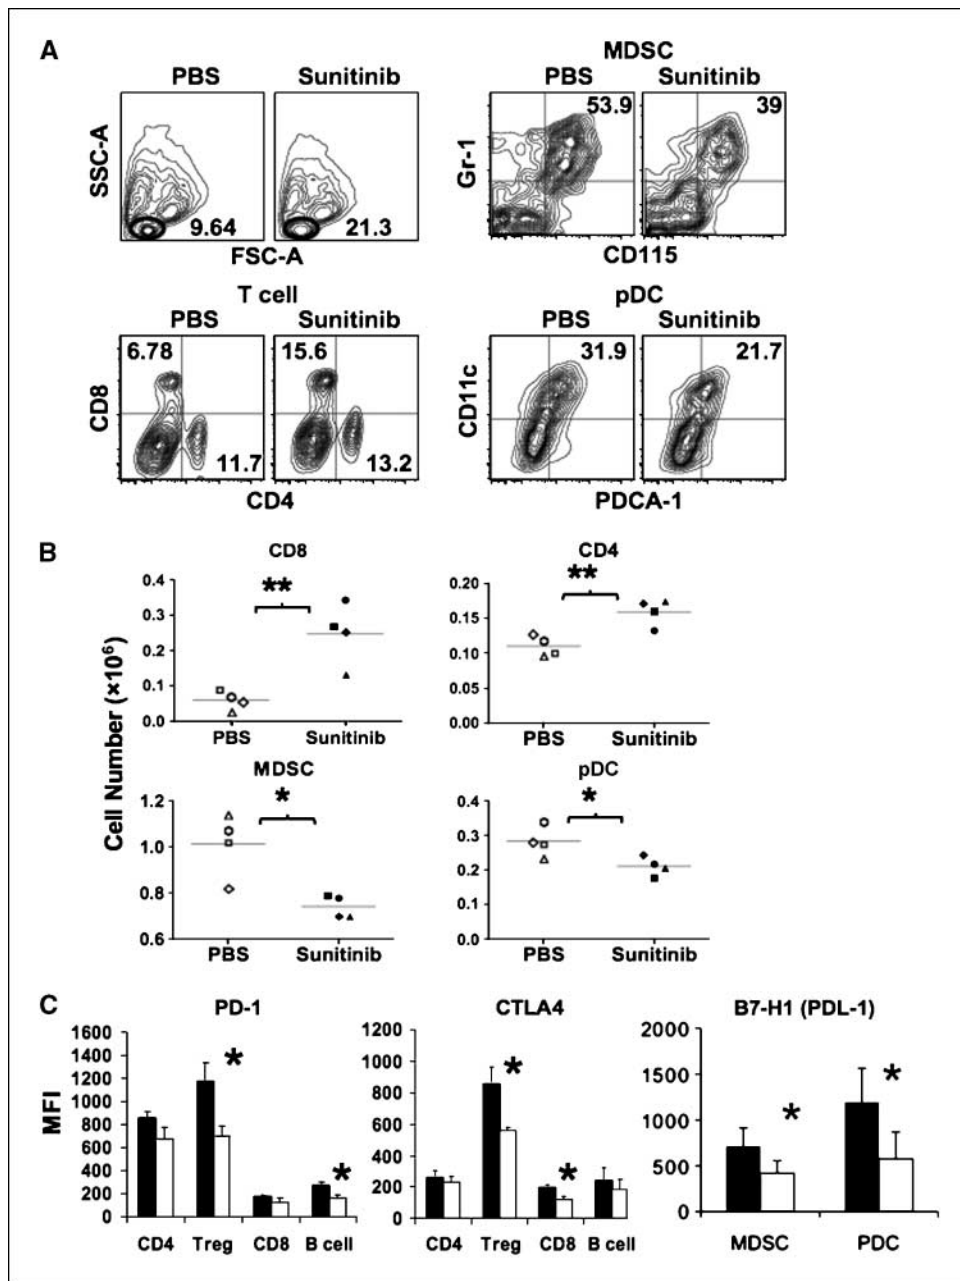 A
MDSC
PBS Sunitinib PBS Sunitinib
SSC-A
9.64 21.3
FSC-A
Gr-1
53.9 39
CD115
T cell pDC
PBS Sunitinib PBS Sunitinib
CD8
6.78 15.6
11.7 13.2
CD4
CD11c
31.9 21.7
PDCA-1
B
Cell Number (×10⁶)
CD8
**
0.4
0.3
0.2
0.1
0.0
PBS Sunitinib
CD4
**
0.20
0.15
0.10
0.05
0.00
PBS Sunitinib
MDSC
*
1.2
1.0
0.8
0.6
PBS Sunitinib
pDC
*
0.4
0.3
0.2
0.1
0.0
PBS Sunitinib
C
PD-1
MFI
1600
1400
1200
1000
800
600
400
200
0
*
*
CD4 Treg CD8 B cell
CTLA4
1200
1000
800
600
400
200
0
*
*
CD4 Treg CD8 B cell
B7-H1 (PDL-1)
2000
1500
1000
500
0
*
*
MDSC PDC